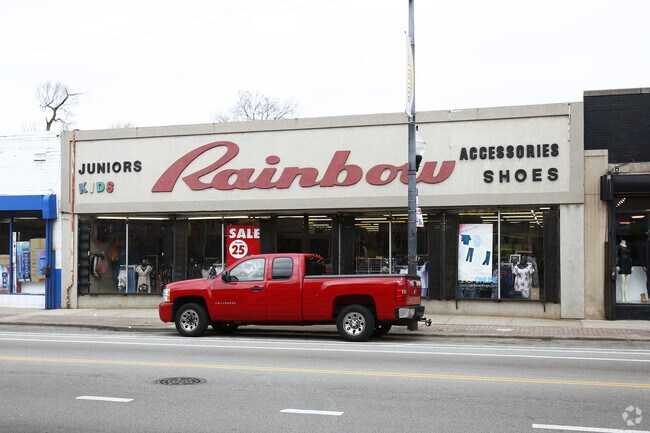 JUNIORS
KIDS
Rainbow
ACCESSORIES
SHOES
SALE
25